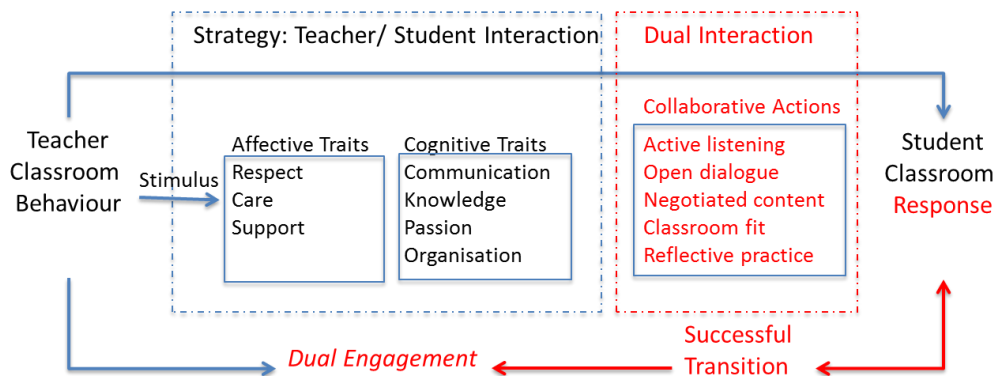 Strategy: Teacher/ Student Interaction
Dual Interaction
Teacher
Classroom
Behaviour
Stimulus
Affective Traits
Respect
Care
Support
Cognitive Traits
Communication
Knowledge
Passion
Organisation
Collaborative Actions
Active listening
Open dialogue
Negotiated content
Classroom fit
Reflective practice
Student
Classroom
Response
Dual Engagement
Successful
Transition